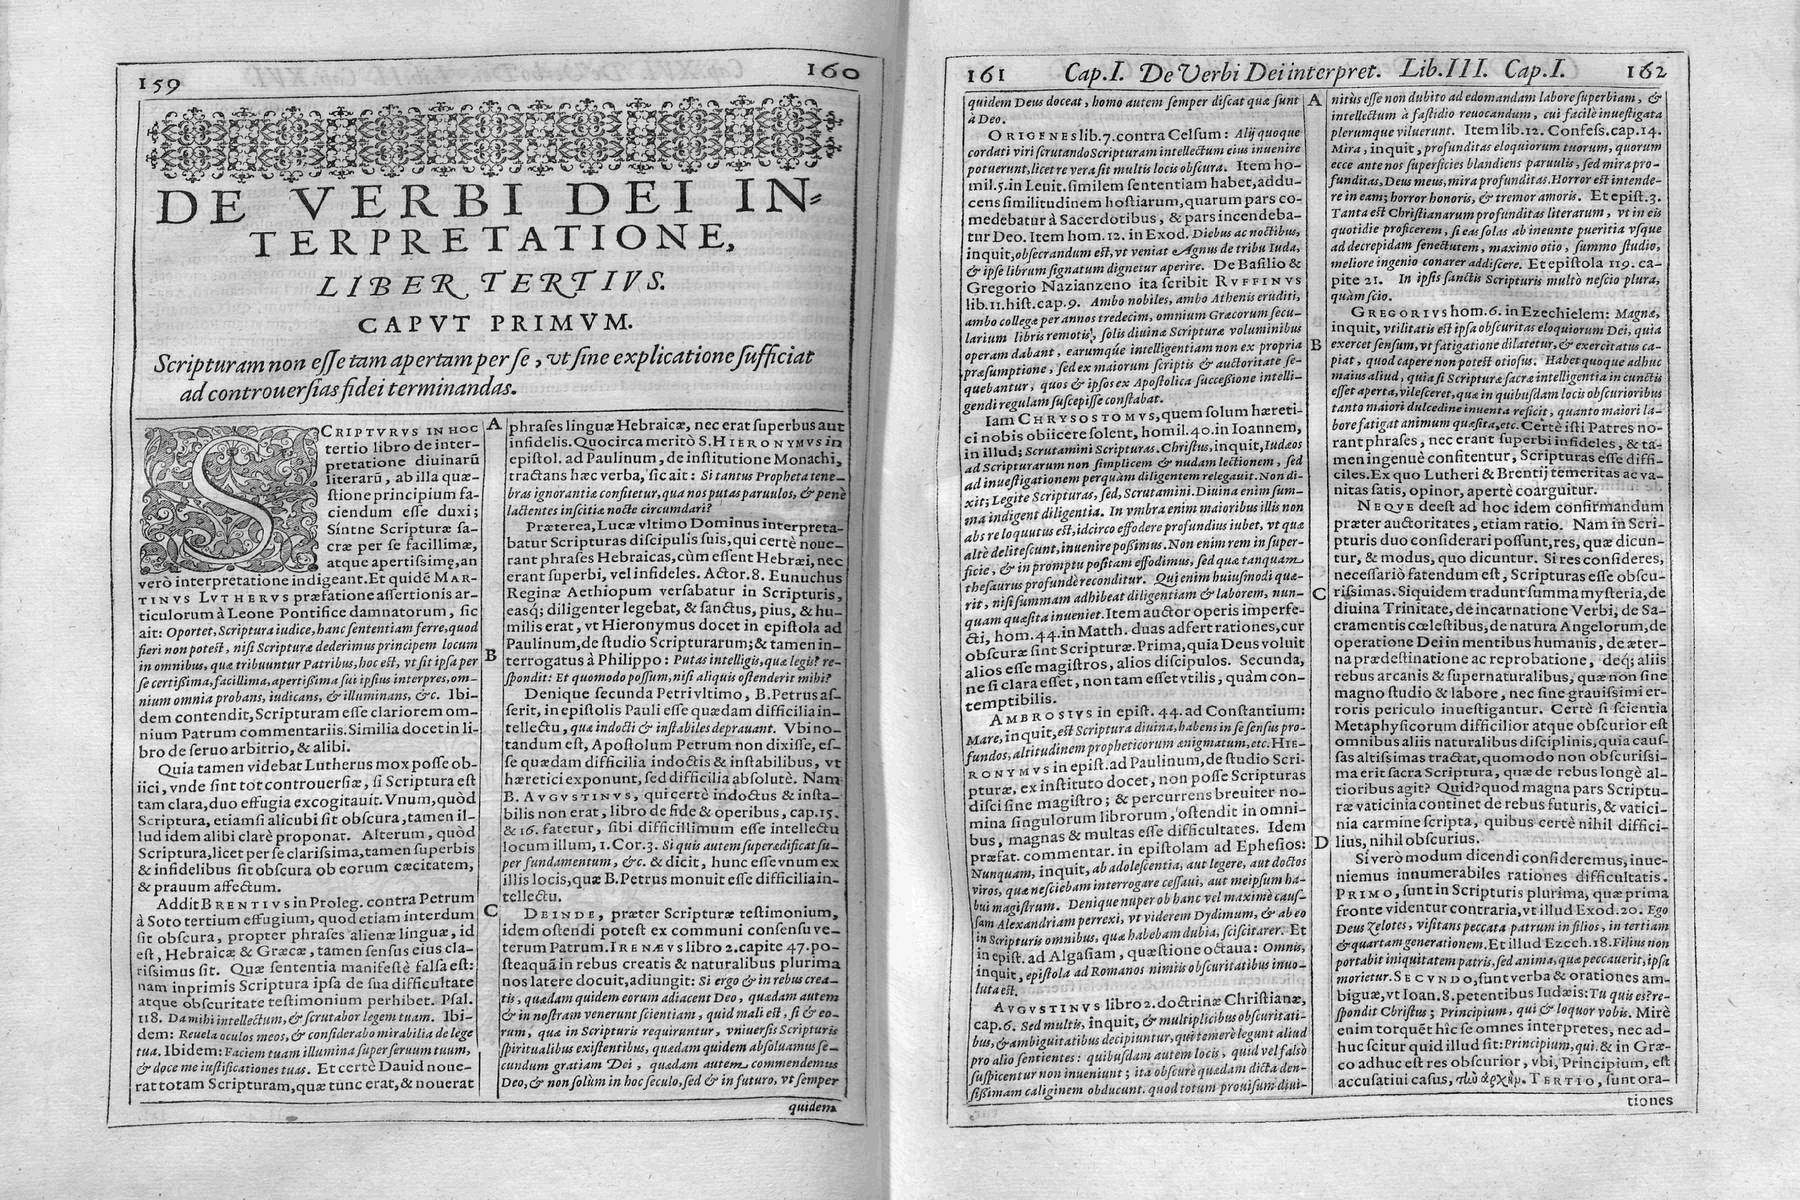 159
160
DE VERBI DEI IN=
TERPRETATIONE,
LIBER TERTIVS.
CAPVT PRIMVM.
Scripturam non esse tam apertam per se, vt sine explicatione sufficiat
ad controuersias fidei terminandas.
SCRIPTVRVS IN HOC
tertio libro de inter-
pretatione diuinarũ
literarũ, ab illa quæ-
stione principium fa-
ciendum esse duxi;
Sintne Scripturæ sa-
cræ per se facillimæ,
atque apertissimę, an
verò interpretatione indigeant. Et quidē MAR-
TINVS LVTHERVS præfatione assertionis ar-
ticulorum à Leone Pontifice damnatorum, sic
ait: Oportet, Scriptura iudice, hanc sententiam ferre, quod
fieri non potest, nisi Scripturæ dederimus principem locum
in omnibus, quæ tribuuntur Patribus, hoc est, vt sit ipsa per
se certissima, facillima, apertissima sui ipsius interpres, om-
nium omnia probans, iudicans, & illuminans, &c. Ibi-
dem contendit, Scripturam esse clariorem om-
nium Patrum commentariis. Similia docet in li-
bro de seruo arbitrio, & alibi.
Quia tamen videbat Lutherus mox posse ob-
iici, vnde sint tot controuersiæ, si Scriptura est
tam clara, duo effugia excogitauit. Vnum, quòd
Scriptura, etiamsi alicubi sit obscura, tamen il-
lud idem alibi clarè proponat. Alterum, quòd
Scriptura, licet per se clarissima, tamen superbis
& infidelibus sit obscura ob eorum cæcitatem,
& prauum affectum.
Addit BRENTIVS in Proleg. contra Petrum
à Soto tertium effugium, quod etiam interdum
sit obscura, propter phrases alienæ linguæ, id
est, Hebraicæ & Græcæ, tamen sensus eius cla-
rissimus sit. Quæ sententia manifestè falsa est:
nam inprimis Scriptura ipsa de sua difficultate
atque obscuritate testimonium perhibet. Psal.
118. Da mihi intellectum, & scrutabor legem tuam. Ibi-
dem: Reuela oculos meos, & considerabo mirabilia de lege
tua. Ibidem: Faciem tuam illumina super seruum tuum,
& doce me iustificationes tuas. Et certè Dauid noue-
rat totam Scripturam, quæ tunc erat, & nouerat
A
B
C
phrases linguæ Hebraicæ, nec erat superbus aut
infidelis. Quocirca meritò S. HIERONYMVS in
epistol. ad Paulinum, de institutione Monachi,
tractans hæc verba, sic ait: Si tantus Propheta tene-
bras ignorantiæ confitetur, qua nos putas paruulos, & penè
lactentes inscitiæ nocte circumdari?
Præterea, Lucæ vltimo Dominus interpreta-
batur Scripturas discipulis suis, qui certè noue-
rant phrases Hebraicas, cùm essent Hebræi, nec
erant superbi, vel infideles. Actor. 8. Eunuchus
Reginæ Aethiopum versabatur in Scripturis,
easq; diligenter legebat, & sanctus, pius, & hu-
milis erat, vt Hieronymus docet in epistola ad
Paulinum, de studio Scripturarum; & tamen in-
terrogatus à Philippo: Putas intelligis, quæ legis? re-
spondit: Et quomodo possum, nisi aliquis ostenderit mihi?
Denique secunda Petri vltimo, B. Petrus as-
serit, in epistolis Pauli esse quædam difficilia in-
tellectu, quæ indocti & instabiles deprauant. Vbi no-
tandum est, Apostolum Petrum non dixisse, es-
se quædam difficilia indoctis & instabilibus, vt
hæretici exponunt, sed difficilia absolutè. Nam
B. AVGVSTINVS, qui certè indoctus & insta-
bilis non erat, libro de fide & operibus, cap. 15.
& 16. fatetur, sibi difficillimum esse intellectu
locum illum, 1. Cor. 3. Si quis autem superædificat su-
per fundamentum, &c. & dicit, hunc esse vnum ex
illis locis, quæ B. Petrus monuit esse difficilia in-
tellectu.
DEINDE, præter Scripturæ testimonium,
idem ostendi potest ex communi consensu ve-
terum Patrum. IRENÆVS libro 2. capite 47. po-
steaquã in rebus creatis & naturalibus plurima
nos latere docuit, adiungit: Si ergo & in rebus crea-
tis, quædam quidem eorum adiacent Deo, quædam autem
& in nostram venerunt scientiam, quid mali est, si & eo-
rum, quæ in Scripturis requiruntur, vniuersis Scripturis
spiritualibus existentibus, quædam quidem absoluamus se-
cundum gratiam Dei, quædam autem commendemus
Deo, & non solùm in hoc seculo, sed & in futuro, vt semper
quidem
161
Cap. I. De Verbi Dei interpret. Lib. III. Cap. I.
162
quidem Deus doceat, homo autem semper discat quæ sunt
à Deo.
ORIGENES lib. 7. contra Celsum: Alij quoque
cordati viri scrutando Scripturam intellectum eius inuenire
potuerunt, licet re vera sit multis locis obscura. Item ho-
mil. 5. in Leuit. similem sententiam habet, addu-
cens similitudinem hostiarum, quarum pars co-
medebatur à Sacerdotibus, & pars incendeba-
tur Deo. Item hom. 12. in Exod. Diebus ac noctibus,
inquit, obsecrandum est, vt veniat Agnus de tribu Iuda,
& ipse librum signatum dignetur aperire. De Basilio &
Gregorio Nazianzeno ita scribit RVFFINVS
lib. 11. hist. cap. 9. Ambo nobiles, ambo Athenis eruditi,
ambo collegæ per annos tredecim, omnium Græcorum secu-
larium libris remotis, solis diuinæ Scripturæ voluminibus
operam dabant, earumque intelligentiam non ex propria
præsumptione, sed ex maiorum scriptis & auctoritate se-
quebantur, quos & ipsos ex Apostolica successione intelli-
gendi regulam suscepisse constabat.
Iam CHRYSOSTOMVS, quem solum hæreti-
ci nobis obiicere solent, homil. 40. in Ioannem,
in illud; Scrutamini Scripturas. Christus, inquit, Iudæos
ad Scripturarum non simplicem & nudam lectionem, sed
ad inuestigationem perquàm diligentem relegauit. Non di-
xit; Legite Scripturas, sed, Scrutamini. Diuina enim sum-
ma indigent diligentia. In vmbra enim maioribus illis non
abs re loquutus est, idcirco effodere profundius iubet, vt quæ
altè delitescunt, inuenire possimus. Non enim rem in super-
ficie, & in promptu positam effodimus, sed quæ tanquam
thesaurus profundè reconditur. Qui enim huiusmodi quæ-
rit, nisi summam adhibeat diligentiam & laborem, nun-
quam quæsita inueniet. Item auctor operis imperfe-
cti, hom. 44. in Matth. duas adfert rationes, cur
obscuræ sint Scripturæ. Prima, quia Deus voluit
alios esse magistros, alios discipulos. Secunda,
ne si clara esset, non tam esset vtilis, quàm con-
temptibilis.
AMBROSIVS in epist. 44. ad Constantium:
Mare, inquit, est Scriptura diuina, habens in se sensus pro-
fundos, altitudinem propheticorum ænigmatum, etc. HIE-
RONYMVS in epist. ad Paulinum, de studio Scri-
pturæ, ex instituto docet, non posse Scripturas
disci sine magistro; & percurrens breuiter no-
mina singulorum librorum, ostendit in omni-
bus, magnas & multas esse difficultates. Idem
præfat. commentar. in epistolam ad Ephesios:
Nunquam, inquit, ab adolescentia, aut legere, aut doctos
viros, quæ nesciebam interrogare cessaui, aut meipsum ha-
bui magistrum. Denique nuper ob hanc vel maximè caus-
sam Alexandriam perrexi, vt viderem Dydimum, & ab eo
in Scripturis omnibus, quæ habebam dubia, sciscitarer. Et
in epist. ad Algasiam, quæstione octaua: Omnis,
inquit, epistola ad Romanos nimiis obscuritatibus inuo-
luta est.
AVGVSTINVS libro 2. doctrinæ Christianæ,
cap. 6. Sed multis, inquit, & multiplicibus obscuritati-
bus, & ambiguitatibus decipiuntur, qui temerè legunt aliud
pro alio sentientes: quibusdam autem locis, quid vel falsò
suspicentur non inueniunt; ita obscurè quædam dicta den-
sissimam caliginem obducunt. quod totum prouisum diui-
A
B
C
D
nitùs esse non dubito ad edomandam labore superbiam, &
intellectum à fastidio reuocandum, cui facilè inuestigata
plerumque viluerunt. Item lib. 12. Confess. cap. 14.
Mira, inquit, profunditas eloquiorum tuorum, quorum
ecce ante nos superficies blandiens paruulis, sed mira pro-
funditas, Deus meus, mira profunditas. Horror est intende-
re in eam; horror honoris, & tremor amoris. Et epist. 3.
Tanta est Christianarum profunditas literarum, vt in eis
quotidie proficerem, si eas solas ab ineunte pueritia vsque
ad decrepidam senectutem, maximo otio, summo studio,
meliore ingenio conarer addiscere. Et epistola 119. ca-
pite 21. In ipsis sanctis Scripturis multò nescio plura,
quàm scio.
GREGORIVS hom. 6. in Ezechielem: Magnæ,
inquit, vtilitatis est ipsa obscuritas eloquiorum Dei, quia
exercet sensum, vt fatigatione dilatetur, & exercitatus ca-
piat, quod capere non potest otiosus. Habet quoque adhuc
maius aliud, quia si Scripturæ sacræ intelligentia in cunctis
esset aperta, vilesceret, quæ in quibusdam locis obscurioribus
tanto maiori dulcedine inuenta reficit, quanto maiori la-
bore fatigat animum quæsita, etc. Certè isti Patres no-
rant phrases, nec erant superbi infideles, & ta-
men ingenuè confitentur, Scripturas esse diffi-
ciles. Ex quo Lutheri & Brentij temeritas ac va-
nitas satis, opinor, apertè coarguitur.
NEQVE deest ad hoc idem confirmandum
præter auctoritates, etiam ratio. Nam in Scri-
pturis duo considerari possunt, res, quæ dicun-
tur, & modus, quo dicuntur. Si res consideres,
necessariò fatendum est, Scripturas esse obscu-
rissimas. Siquidem tradunt summa mysteria, de
diuina Trinitate, de incarnatione Verbi, de Sa-
cramentis cœlestibus, de natura Angelorum, de
operatione Dei in mentibus humanis, de æter-
na prædestinatione ac reprobatione, deq; aliis
rebus arcanis & supernaturalibus, quæ non sine
magno studio & labore, nec sine grauissimi er-
roris periculo inuestigantur. Certè si scientia
Metaphysicorum difficilior atque obscurior est
omnibus aliis naturalibus disciplinis, quia caus-
sas altissimas tractat, quomodo non obscurissi-
ma erit sacra Scriptura, quæ de rebus longè al-
tioribus agit? Quid? quod magna pars Scriptu-
ræ vaticinia continet de rebus futuris, & vatici-
nia carmine scripta, quibus certè nihil diffici-
lius, nihil obscurius.
Si verò modum dicendi consideremus, inue-
niemus innumerabiles rationes difficultatis.
PRIMO, sunt in Scripturis plurima, quæ prima
fronte videntur contraria, vt illud Exod. 20. Ego
Deus Zelotes, visitans peccata patrum in filios, in tertiam
& quartam generationem. Et illud Ezech. 18. Filius non
portabit iniquitatem patris, sed anima, quæ peccauerit, ipsa
morietur. SECVNDO, sunt verba & orationes am-
biguæ, vt Ioan. 8. petentibus Iudæis: Tu quis es? re-
spondit Christus; Principium, qui & loquor vobis. Mirè
enim torquēt hîc se omnes interpretes, nec ad-
huc scitur quid illud sit: Principium, qui. & in Græ-
co adhuc est res obscurior, vbi, Principium, est
accusatiui casus, τὴν ἀρχήν. TERTIO, sunt ora-
tiones